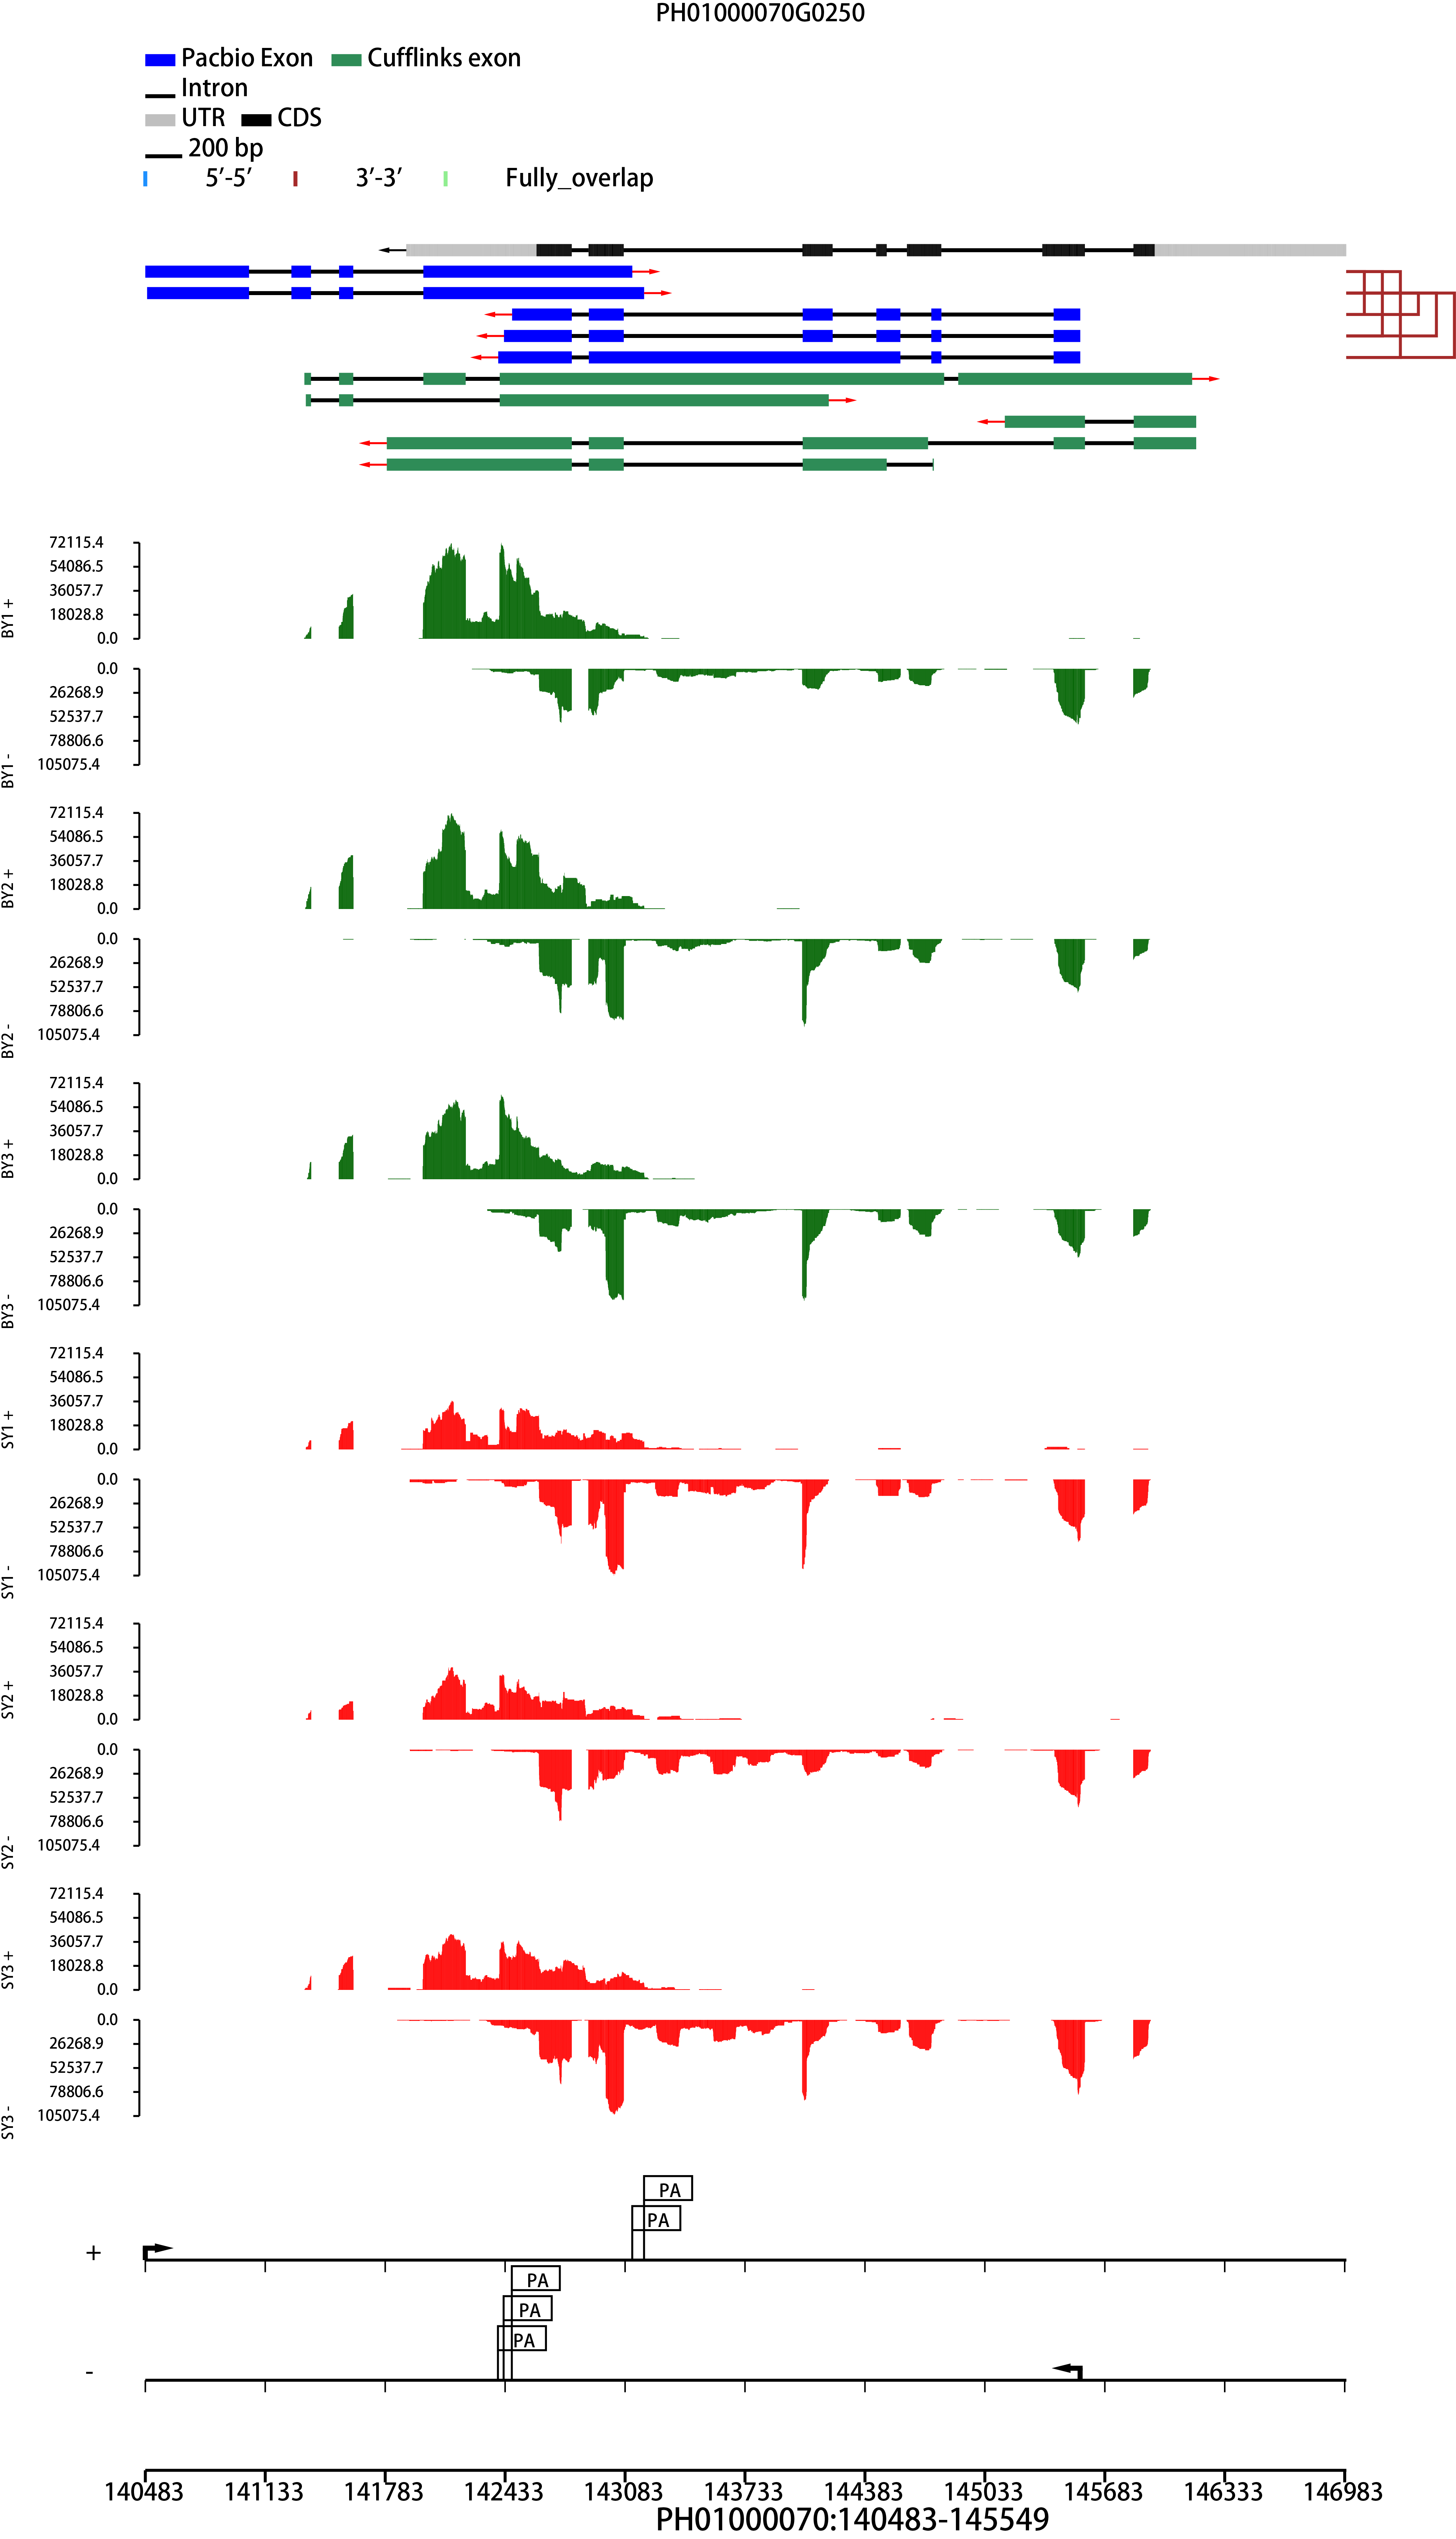 PH01000070G0250
Pacbio Exon Cufflinks exon
Intron
UTR CDS
200 bp
5′-5′ 3′-3′ Fully_overlap
72115.4
54086.5
36057.7
18028.8
0.0
BY1 +
0.0
26268.9
52537.7
78806.6
105075.4
BY1 -
72115.4
54086.5
36057.7
18028.8
0.0
BY2 +
0.0
26268.9
52537.7
78806.6
105075.4
BY2 -
72115.4
54086.5
36057.7
18028.8
0.0
BY3 +
0.0
26268.9
52537.7
78806.6
105075.4
BY3 -
72115.4
54086.5
36057.7
18028.8
0.0
SY1 +
0.0
26268.9
52537.7
78806.6
105075.4
SY1 -
72115.4
54086.5
36057.7
18028.8
0.0
SY2 +
0.0
26268.9
52537.7
78806.6
105075.4
SY2 -
72115.4
54086.5
36057.7
18028.8
0.0
SY3 +
0.0
26268.9
52537.7
78806.6
105075.4
SY3 -
PA
PA
+
PA
PA
PA
-
140483 141133 141783 142433 143083 143733 144383 145033 145683 146333 146983
PH01000070:140483-145549